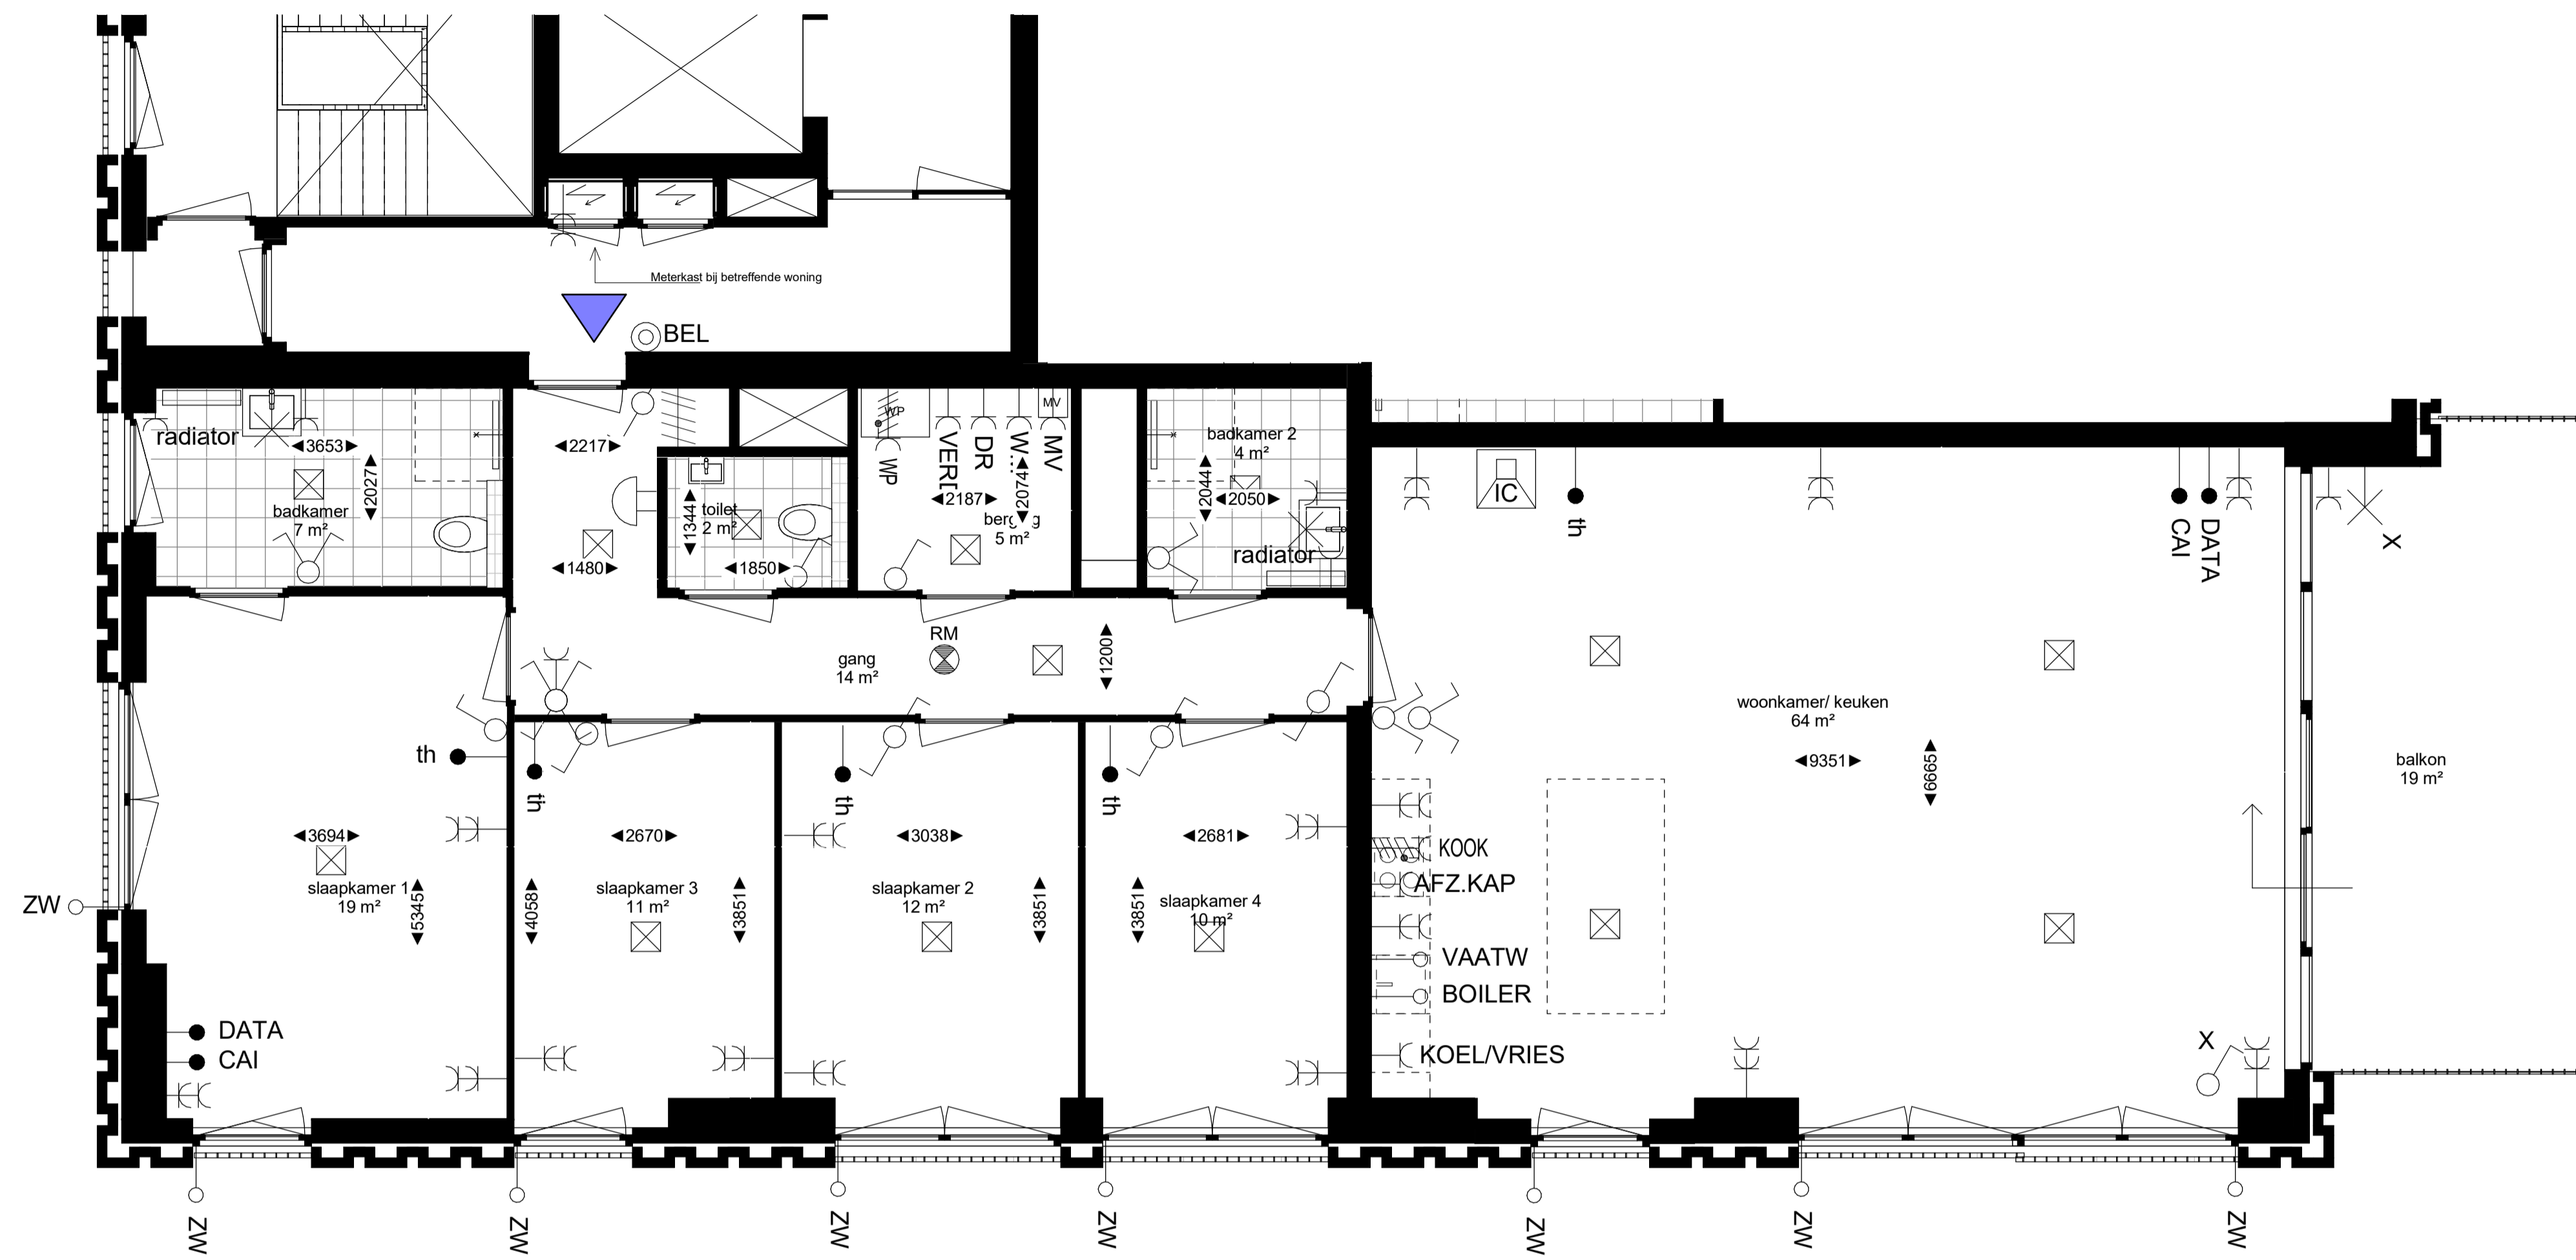 Meterkast bij betreffende woning
BEL
radiator
3653
2027
badkamer
7 m²
2217
1480
toilet
2 m²
1344
1850
WP
WP
VERD
DR
W...
MV
MV
2187
2074
5 m²
badkamer 2
4 m²
2044
2050
radiator
IC
th
CAI
DATA
X
RM
gang
14 m²
1200
woonkamer/ keuken
64 m²
9351
6665
balkon
19 m²
th
th
th
th
3694
slaapkamer 1
19 m²
5345
2670
slaapkamer 3
11 m²
4058
3851
3038
slaapkamer 2
12 m²
3851
2681
slaapkamer 4
10 m²
3851
KOOK
AFZ.KAP
VAATW
BOILER
KOEL/VRIES
X
ZW
DATA
CAI
ZW
ZW
ZW
ZW
ZW
ZW
ZW